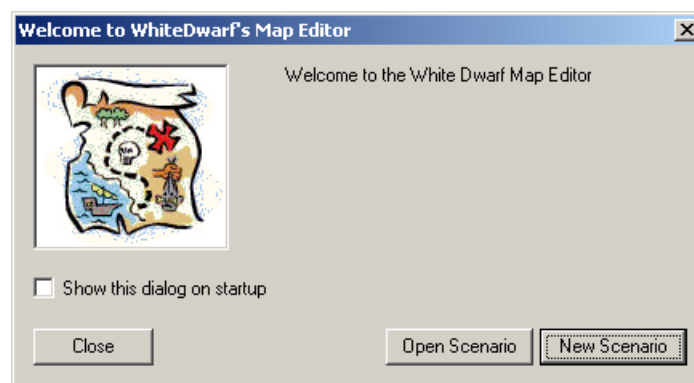 Welcome to WhiteDwarf's Map Editor
Welcome to the White Dwarf Map Editor
Show this dialog on startup
Close
Open Scenario
New Scenario